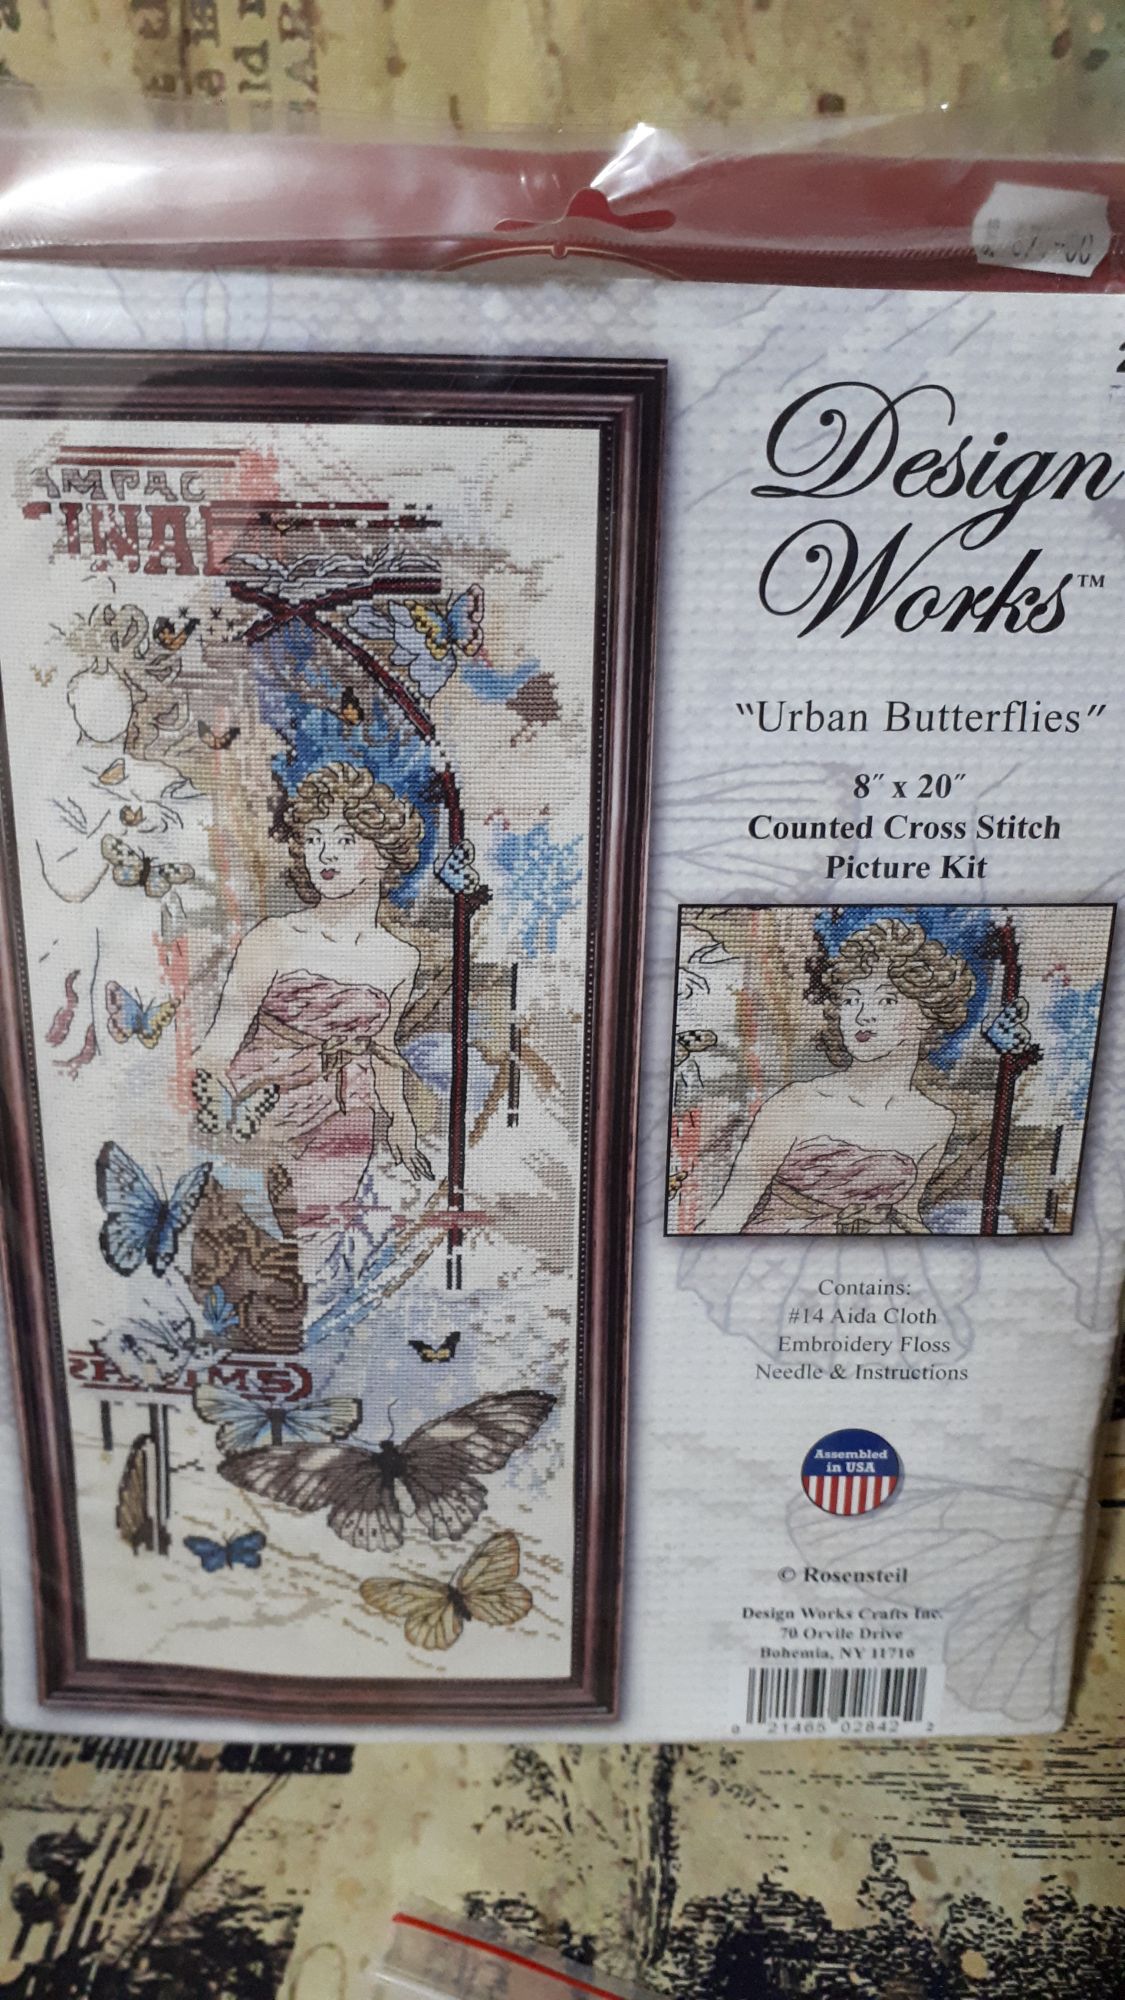 Design
Works™
"Urban Butterflies"
8" x 20"
Counted Cross Stitch
Picture Kit
Contains:
#14 Aida Cloth
Embroidery Floss
Needle & Instructions
Assembled
in USA
© Rosensteil
Design Works Crafts Inc.
70 Orvile Drive
Bohemia, NY 11716
0 21465 02842 2
AMPAC